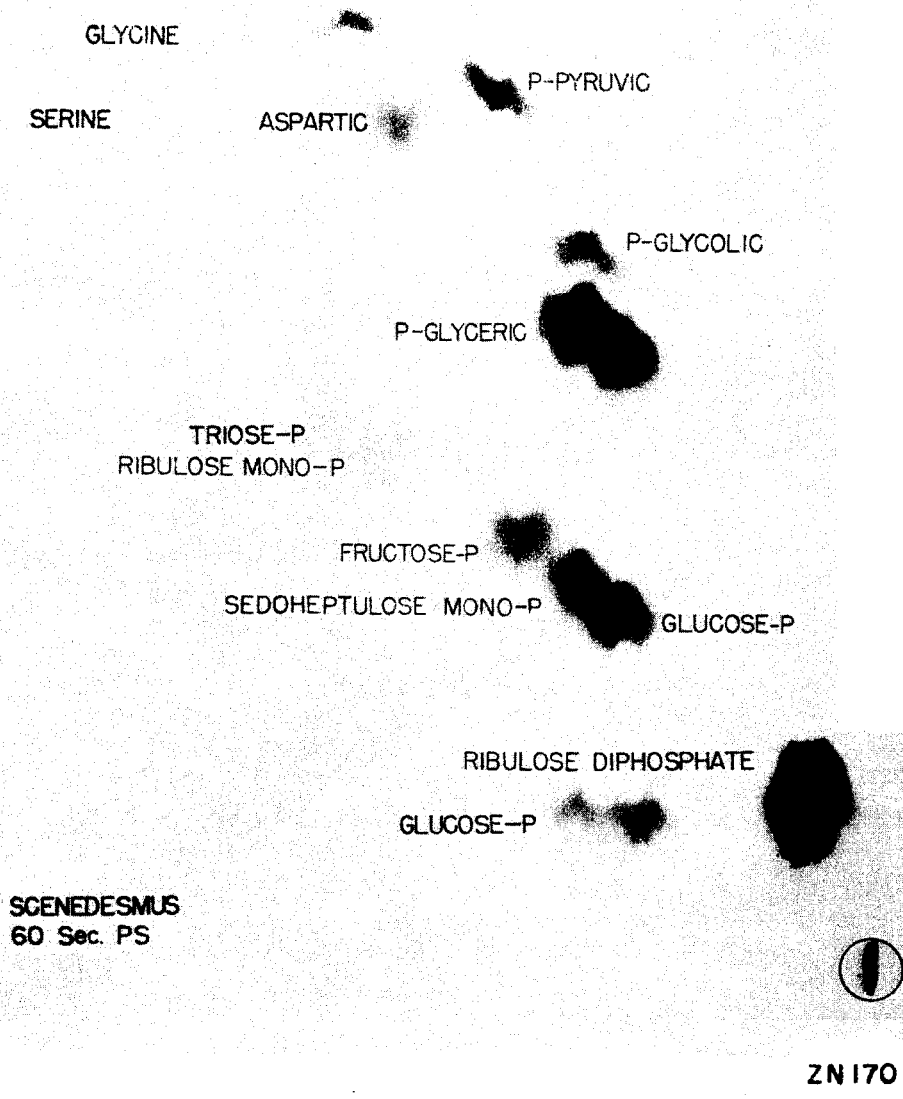 GLYCINE
P-PYRUVIC
SERINE
ASPARTIC
P-GLYCOLIC
P-GLYCERIC
TRIOSE-P
RIBULOSE MONO-P
FRUCTOSE-P
SEDOHEPTULOSE MONO-P
GLUCOSE-P
RIBULOSE DIPHOSPHATE
GLUCOSE-P
SCENEDESMUS
60 Sec. PS
ZN 170